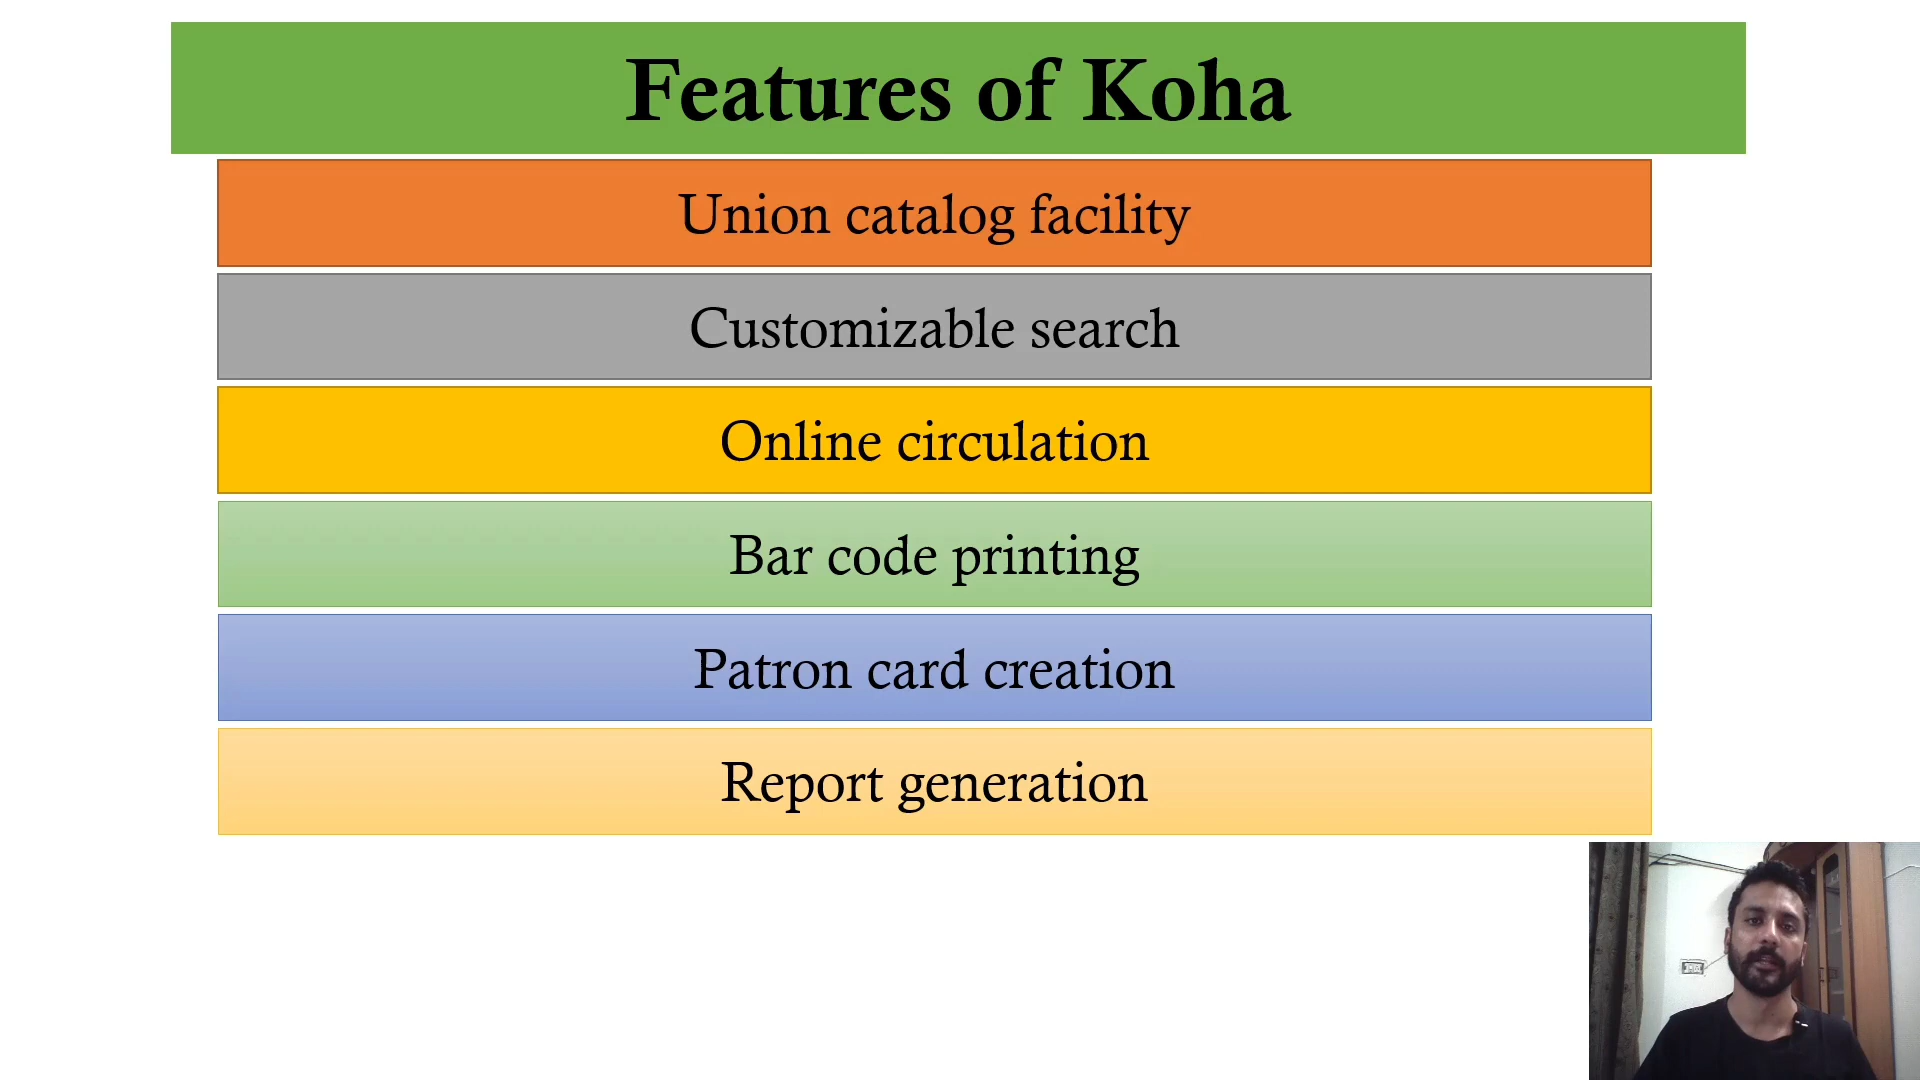 Features of Koha
Union catalog facility
Customizable search
Online circulation
Bar code printing
Patron card creation
Report generation